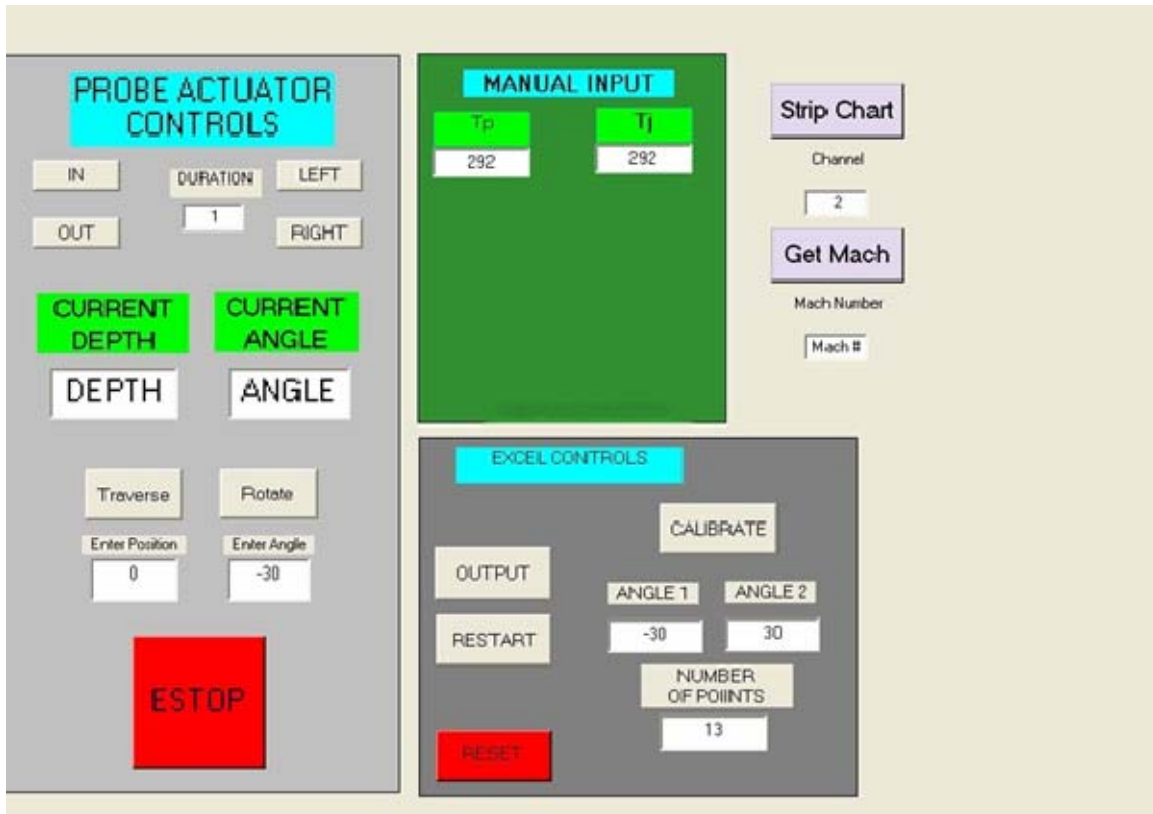 PROBE ACTUATOR
CONTROLS
IN
DURATION
LEFT
1
OUT
RIGHT
CURRENT
DEPTH
CURRENT
ANGLE
DEPTH
ANGLE
Traverse
Rotate
Enter Position
Enter Angle
0
-30
ESTOP
MANUAL INPUT
Tp
Tj
292
292
Strip Chart
Channel
2
Get Mach
Mach Number
Mach #
EXCEL CONTROLS
CALIBRATE
OUTPUT
ANGLE 1
ANGLE 2
RESTART
-30
30
NUMBER
OF POIINTS
13
RESET